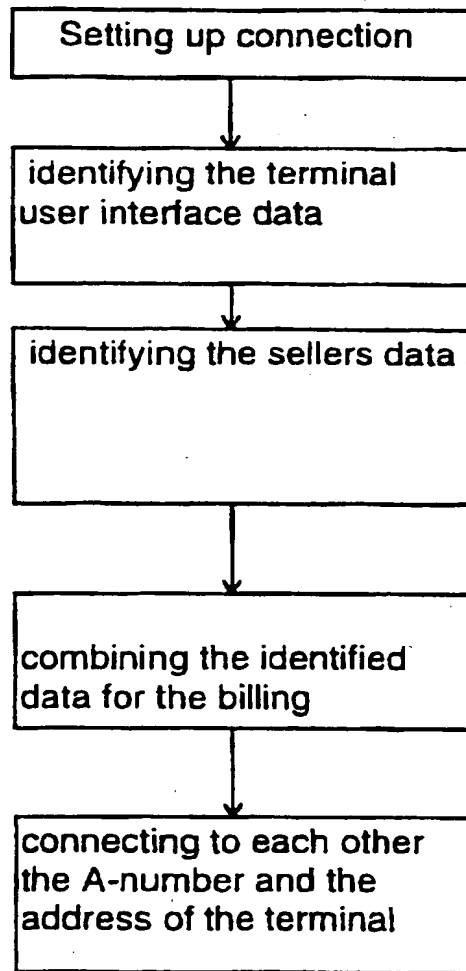 Setting up connection
identifying the terminal
user interface data
identifying the sellers data
combining the identified
data for the billing
connecting to each other
the A-number and the
address of the terminal